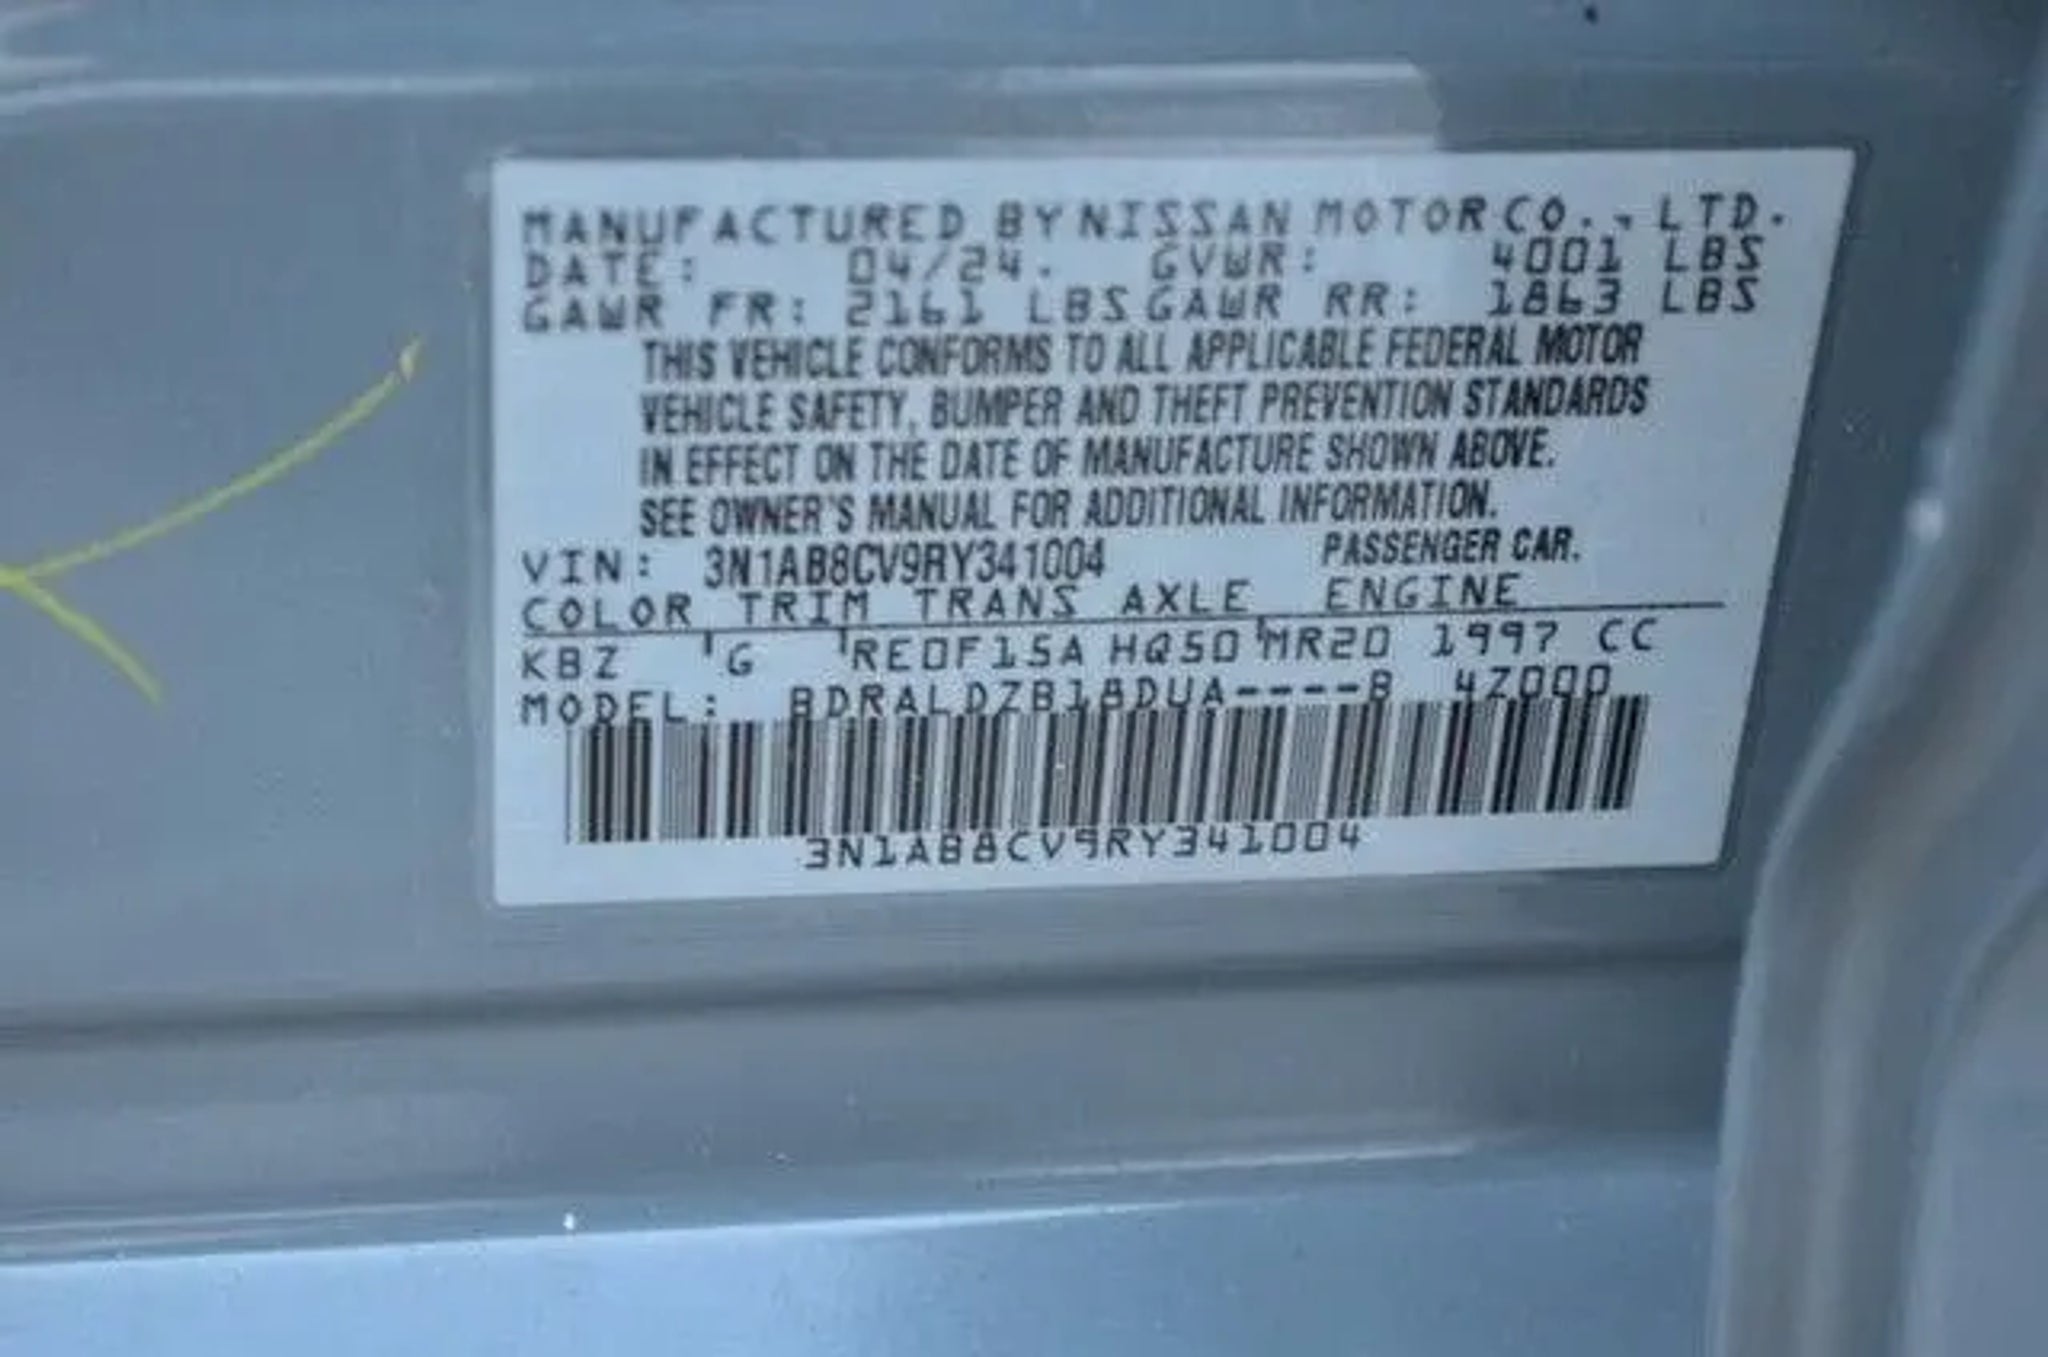 MANUFACTURED BY NISSAN MOTOR CO., LTD.
DATE: 04/24. GVWR: 4001 LBS
GAWR FR: 2161 LBS GAWR RR: 1863 LBS
THIS VEHICLE CONFORMS TO ALL APPLICABLE FEDERAL MOTOR
VEHICLE SAFETY, BUMPER AND THEFT PREVENTION STANDARDS
IN EFFECT ON THE DATE OF MANUFACTURE SHOWN ABOVE.
SEE OWNER'S MANUAL FOR ADDITIONAL INFORMATION.
VIN: 3N1AB8CV9RY341004 PASSENGER CAR.
COLOR TRIM TRANS AXLE ENGINE
KBZ G RE0F15A HQ50 MR20 1997 CC
MODEL: BDRALDZB18DUA----B 4Z000
3N1AB8CV9RY341004